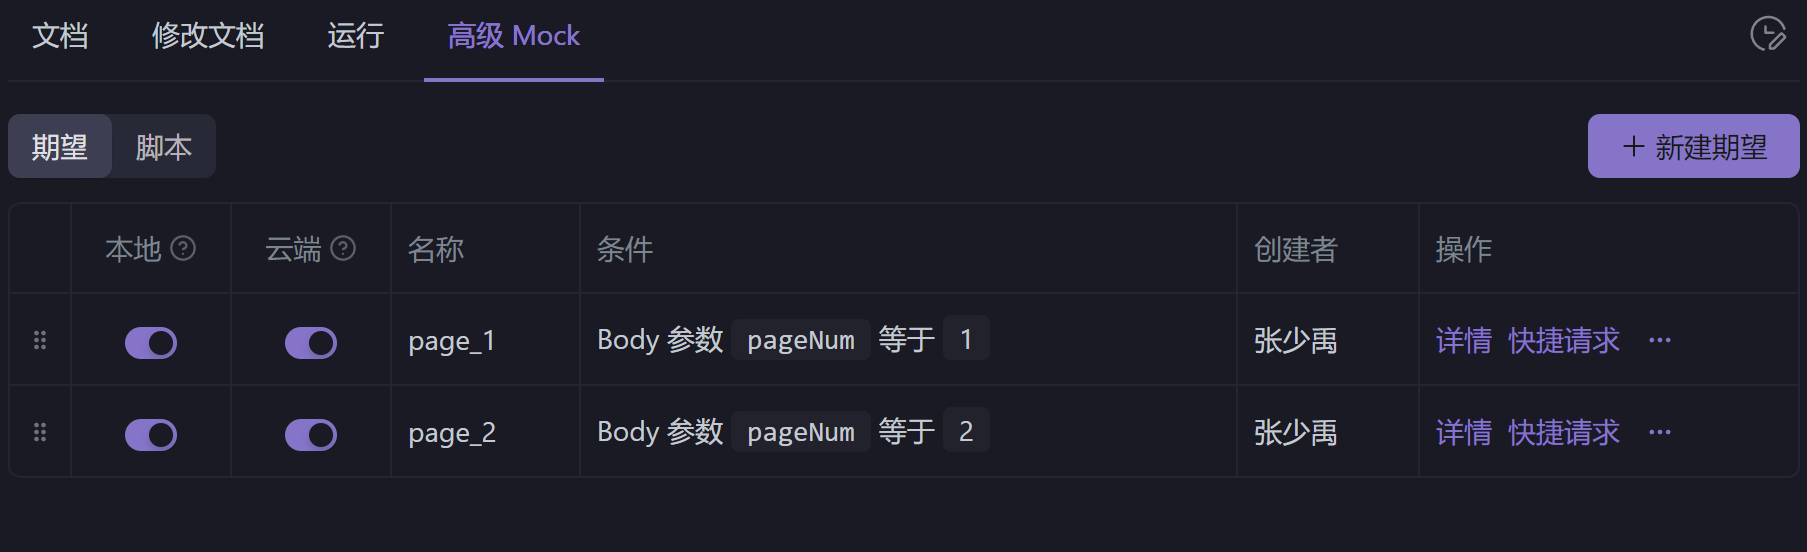 文档 修改文档 运行 高级 Mock
期望 脚本 + 新建期望
本地 云端 名称 条件 创建者 操作
page_1 Body 参数 pageNum 等于 1 张少禹 详情 快捷请求 ···
page_2 Body 参数 pageNum 等于 2 张少禹 详情 快捷请求 ···